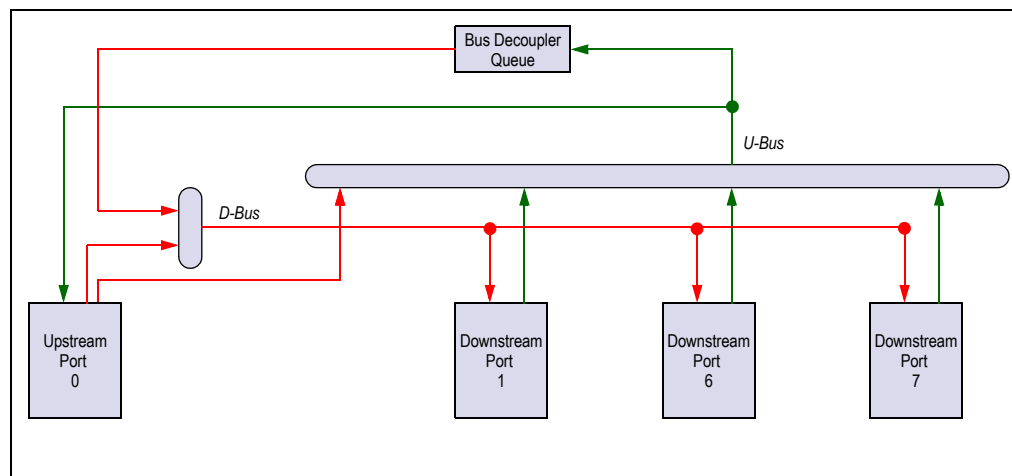 Bus Decoupler
Queue
U-Bus
D-Bus
Upstream
Port
0
Downstream
Port
1
Downstream
Port
6
Downstream
Port
7